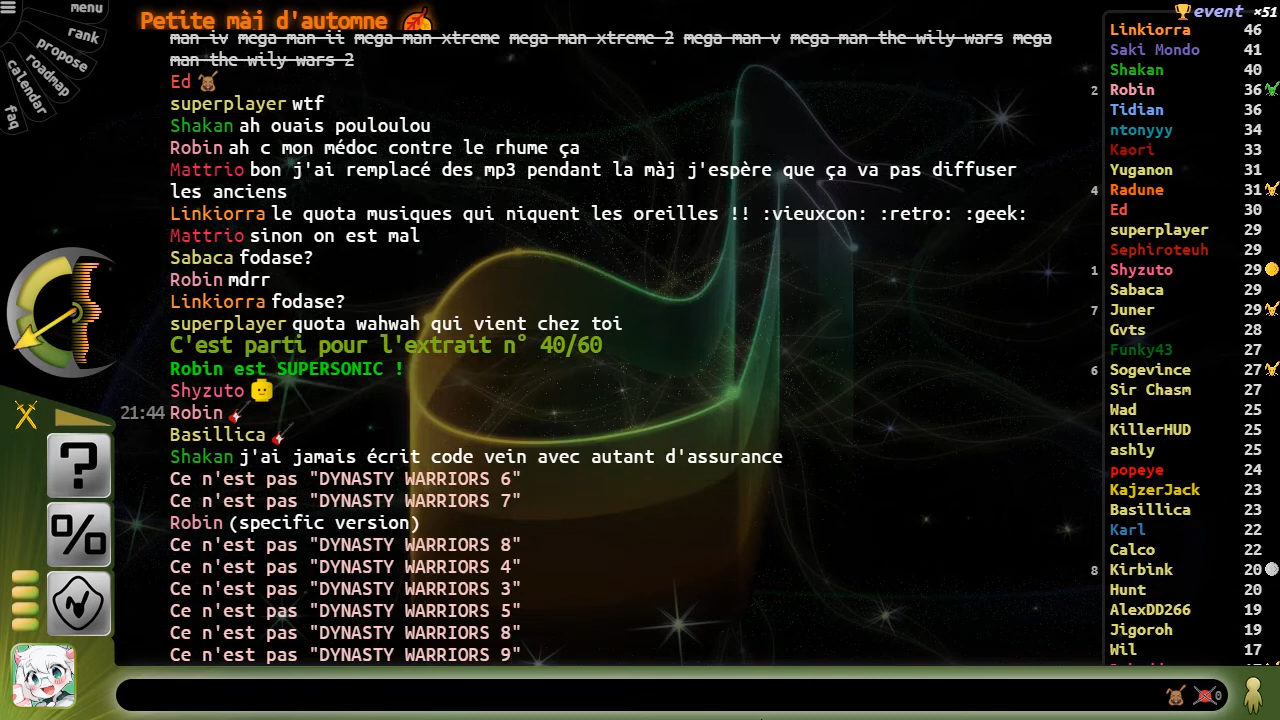 menu
rank
propose
roadmap
calendar
faq
Petite màj d'automne
man iv mega man ii mega man xtreme mega man xtreme 2 mega man v mega man the wily wars mega
man the wily wars 2
Ed
superplayer wtf
Shakan ah ouais pouloulou
Robin ah c mon médoc contre le rhume ça
Mattrio bon j'ai remplacé des mp3 pendant la màj j'espère que ça va pas diffuser
les anciens
Linkiorra le quota musiques qui niquent les oreilles !! :vieuxcon: :retro: :geek:
Mattrio sinon on est mal
Sabaca fodase?
Robin mdrr
Linkiorra fodase?
superplayer quota wahwah qui vient chez toi
C'est parti pour l'extrait n° 40/60
Robin est SUPERSONIC !
Shyzuto
21:44 Robin
Basillica
Shakan j'ai jamais écrit code vein avec autant d'assurance
Ce n'est pas "DYNASTY WARRIORS 6"
Ce n'est pas "DYNASTY WARRIORS 7"
Robin (specific version)
Ce n'est pas "DYNASTY WARRIORS 8"
Ce n'est pas "DYNASTY WARRIORS 4"
Ce n'est pas "DYNASTY WARRIORS 3"
Ce n'est pas "DYNASTY WARRIORS 5"
Ce n'est pas "DYNASTY WARRIORS 8"
Ce n'est pas "DYNASTY WARRIORS 9"
?
%
event ×51
Linkiorra 46
Saki Mondo 41
Shakan 40
2 Robin 36
Tidian 36
ntonyyy 34
Kaori 33
Yuganon 31
4 Radune 31
Ed 30
superplayer 29
Sephiroteuh 29
1 Shyzuto 29
Sabaca 29
7 Juner 29
Gvts 28
Funky43 27
6 Sogevince 27
Sir Chasm 27
Wad 25
KillerHUD 25
ashly 25
popeye 24
KajzerJack 23
Basillica 23
Karl 22
Calco 22
8 Kirbink 20
Hunt 20
AlexDD266 19
Jigoroh 19
Wil 17
0